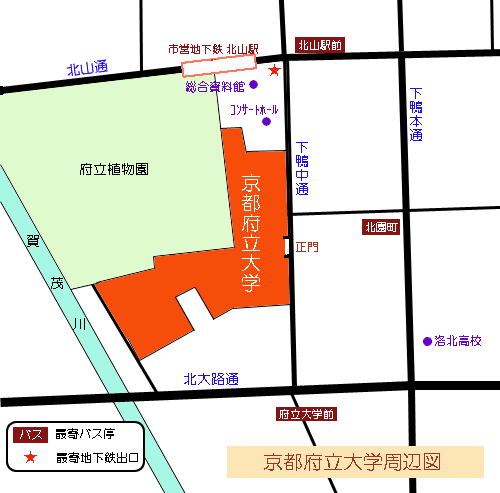 北山駅前
市営地下鉄 北山駅
北山通
総合資料館
コンサートホール
下鴨本通
下鴨中通
府立植物園
京都府立大学
北園町
正門
賀茂川
洛北高校
北大路通
府立大学前
バス 最寄バス停
最寄地下鉄出口
京都府立大学周辺図